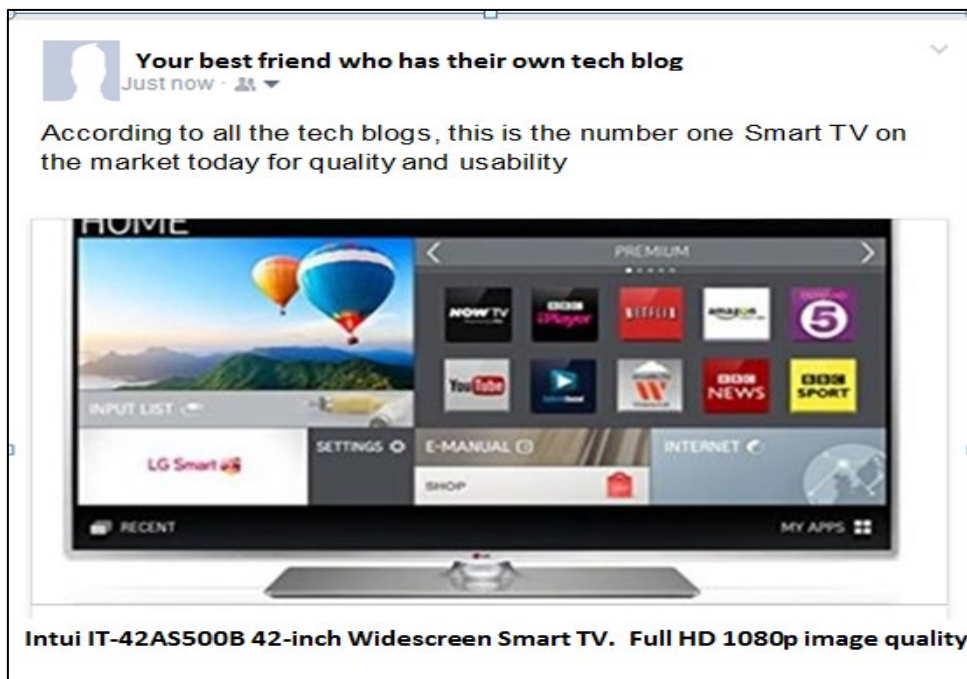 Your best friend who has their own tech blog
Just now
According to all the tech blogs, this is the number one Smart TV on
the market today for quality and usability
HOME
PREMIUM
NOW TV
BBC
iPlayer
NETFLIX
amazon
5
YouTube
BBC
NEWS
BBC
SPORT
INPUT LIST
LG Smart
SETTINGS
E-MANUAL
INTERNET
SHOP
RECENT
MY APPS
LG
Intui IT-42AS500B 42-inch Widescreen Smart TV. Full HD 1080p image quality